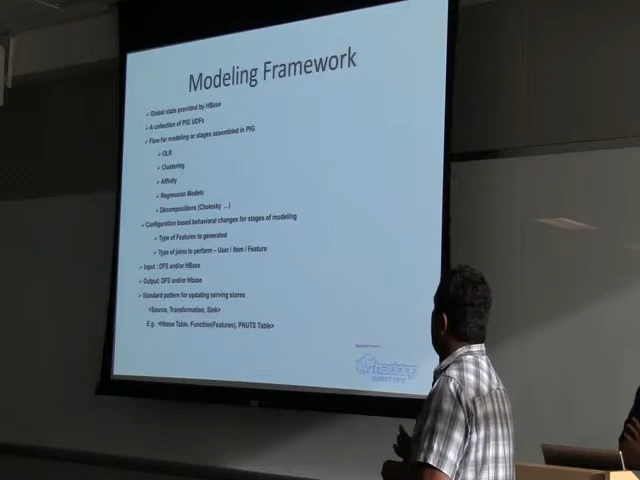 Modeling Framework
Global state provided by HBase
A collection of PIG UDFs
Flow for modeling or stages assembled in PIG
OLR
Clustering
Affinity
Regression Models
Decompositions (Cholesky ...)
Configuration based behavioral changes for stages of modeling
Type of Features to generated
Type of joins to perform – User / Item / Feature
Input : DFS and/or HBase
Output: DFS and/or Hbase
Standard pattern for updating serving stores
<Source, Transformation, Sink>
E.g. <Hbase Table, Function(Features), PNUTS Table>
hadoop
SUMMIT